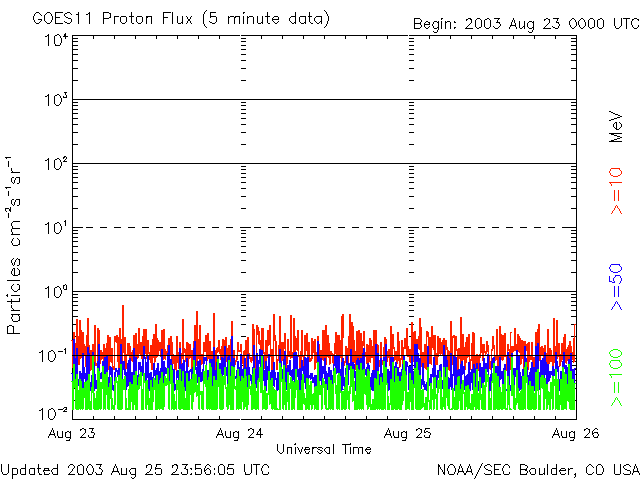 GOES11 Proton Flux (5 minute data) Begin: 2003 Aug 23 0000 UTC
10⁴
10³
10²
10¹
10⁰
10⁻¹
10⁻²
Particles cm⁻²s⁻¹sr⁻¹
MeV
>=10
>=50
>=100
Aug 23 Aug 24 Aug 25 Aug 26
Universal Time
Updated 2003 Aug 25 23:56:05 UTC NOAA/SEC Boulder, CO USA